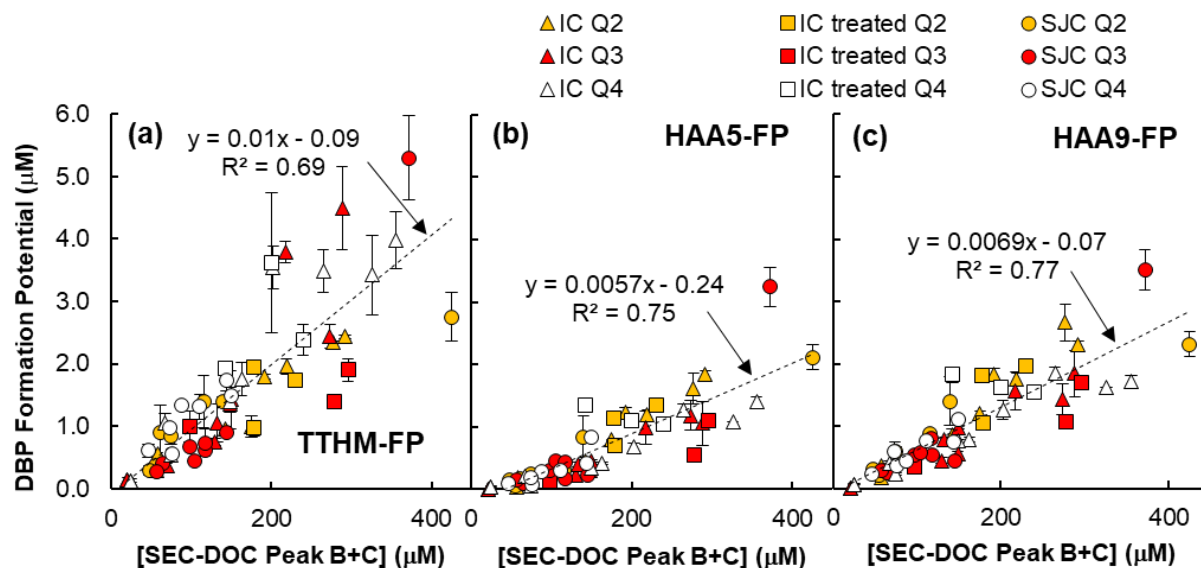 IC Q2 IC treated Q2 SJC Q2
IC Q3 IC treated Q3 SJC Q3
IC Q4 IC treated Q4 SJC Q4
DBP Formation Potential (μM)
6.0
5.0
4.0
3.0
2.0
1.0
0.0
(a)
y = 0.01x - 0.09
R² = 0.69
TTHM-FP
0 200 400
[SEC-DOC Peak B+C] (μM)
(b) HAA5-FP
y = 0.0057x - 0.24
R² = 0.75
0 200 400
[SEC-DOC Peak B+C] (μM)
(c) HAA9-FP
y = 0.0069x - 0.07
R² = 0.77
0 200 400
[SEC-DOC Peak B+C] (μM)